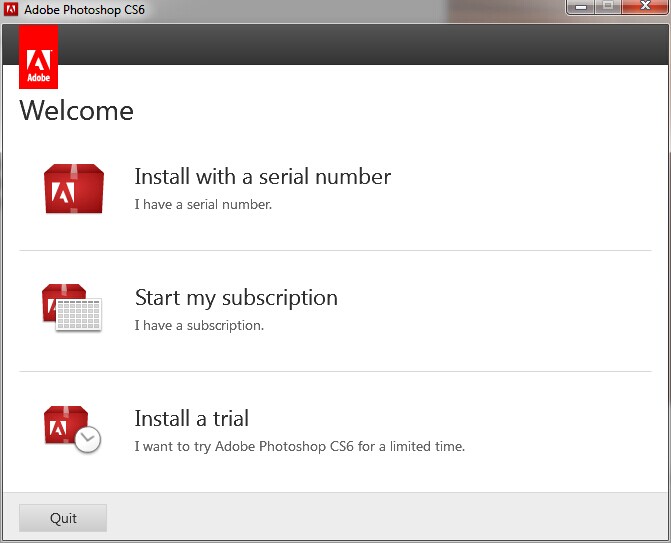 Adobe Photoshop CS6
Adobe
Welcome
Install with a serial number
I have a serial number.
Start my subscription
I have a subscription.
Install a trial
I want to try Adobe Photoshop CS6 for a limited time.
Quit